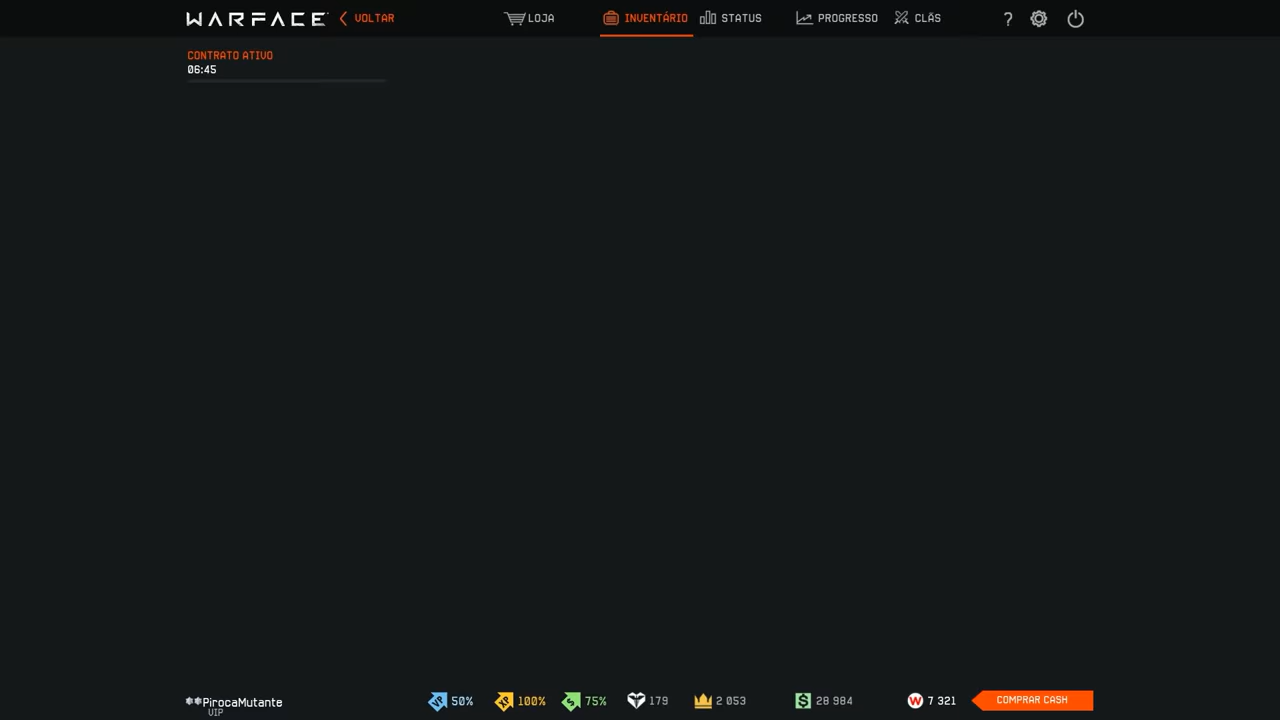 WARFACE VOLTAR LOJA INVENTÁRIO STATUS PROGRESSO CLÃS ?
CONTRATO ATIVO
06:45
**PirocaMutante 50% 100% 75% 179 2 053 $ 28 984 W 7 321 COMPRAR CASH
VIP